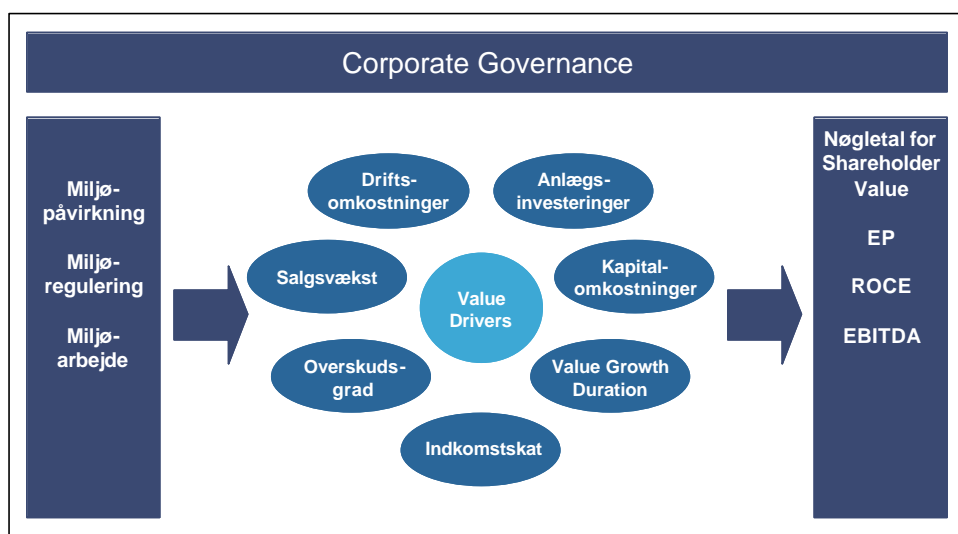 Corporate Governance
Miljø-
påvirkning
Miljø-
regulering
Miljø-
arbejde
Drifts-
omkostninger
Anlægs-
investeringer
Salgsvækst
Value
Drivers
Kapital-
omkostninger
Overskuds-
grad
Value Growth
Duration
Indkomstskat
Nøgletal for
Shareholder
Value
EP
ROCE
EBITDA